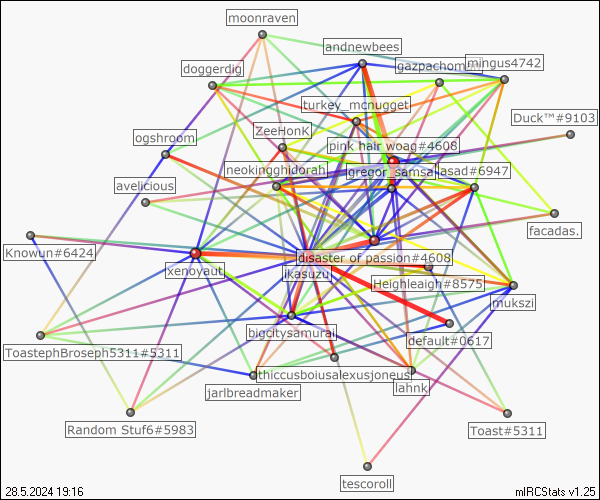 moonraven
andnewbees
doggerdig
mingus4742
turkey_mcnugget
Duck™#9103
ZeeHonK
ogshroom
pink hair woag#4608
neokingghidorah
gregor_samsa
asad#6947
avelicious
facadas.
Knowun#6424
disaster of passion#4608
xenoyaut
jkasuzu
Heighleaigh#8575
mukszi
bigcitysamurai
default#0617
ToastephBroseph5311#5311
thiccusboiusalexusjoneus
jarlbreadmaker
lahnk
Random Stuf6#5983
Toast#5311
tescoroll
28.5.2024 19:16
mIRCStats v1.25